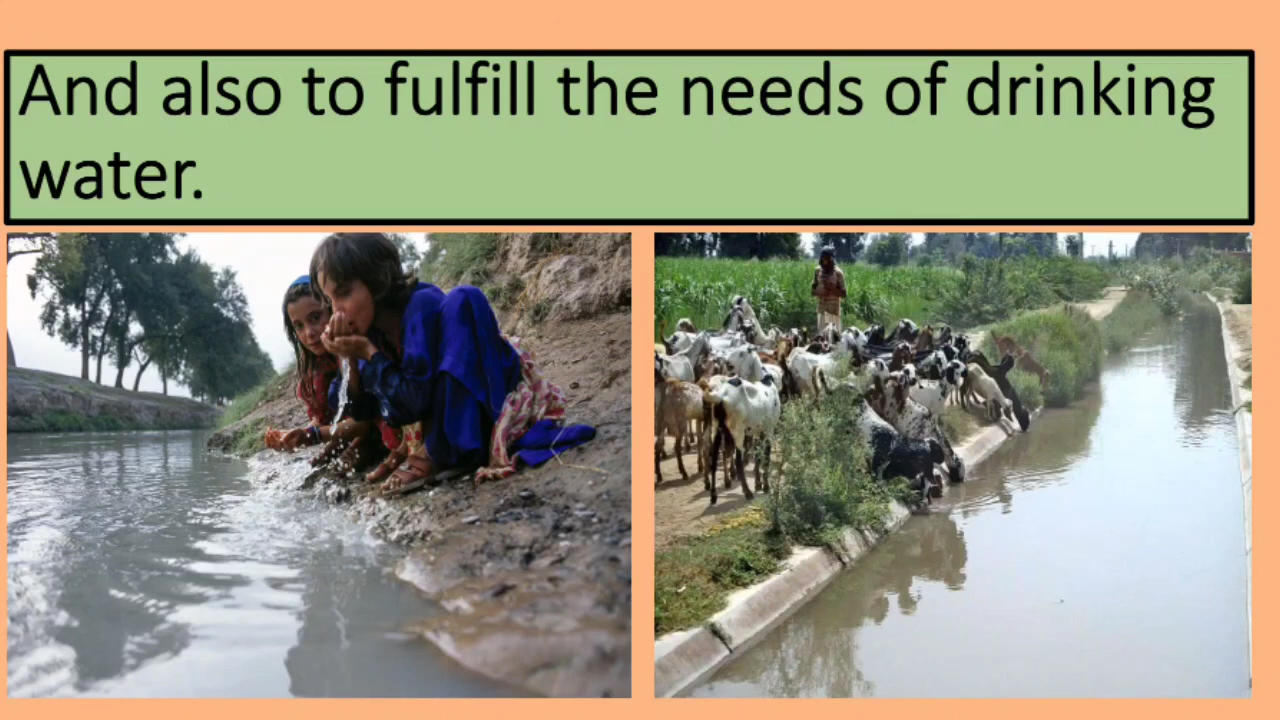 And also to fulfill the needs of drinking
water.